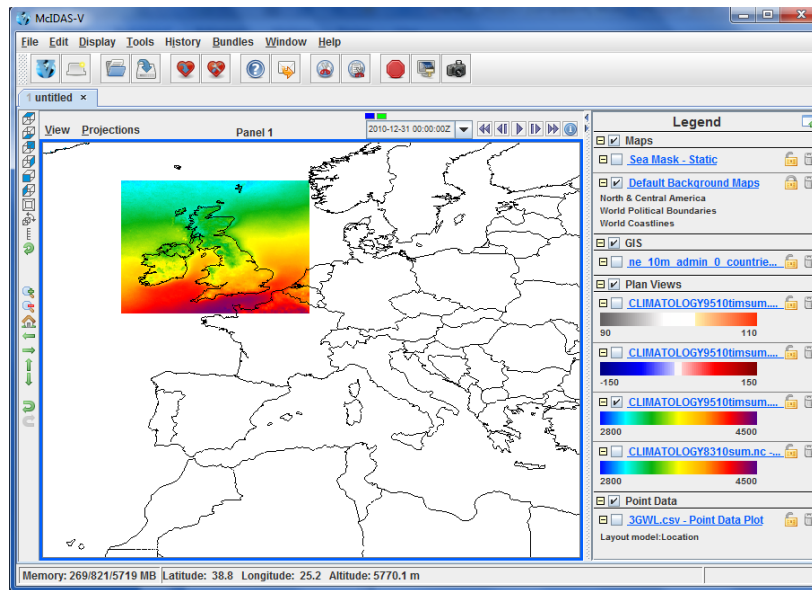 McIDAS-V
File Edit Display Tools History Bundles Window Help
1 untitled ×
View Projections Panel 1 2010-12-31 00:00:00Z
Legend
Maps
Sea Mask - Static
Default Background Maps
North & Central America
World Political Boundaries
World Coastlines
GIS
ne_10m_admin_0_countrie...
Plan Views
CLIMATOLOGY9510timsum....
90 110
CLIMATOLOGY9510timsum....
-150 150
CLIMATOLOGY9510timsum....
2800 4500
CLIMATOLOGY8310sum.nc -...
2800 4500
Point Data
3GWL.csv - Point Data Plot
Layout model:Location
Memory: 269/821/5719 MB Latitude: 38.8 Longitude: 25.2 Altitude: 5770.1 m